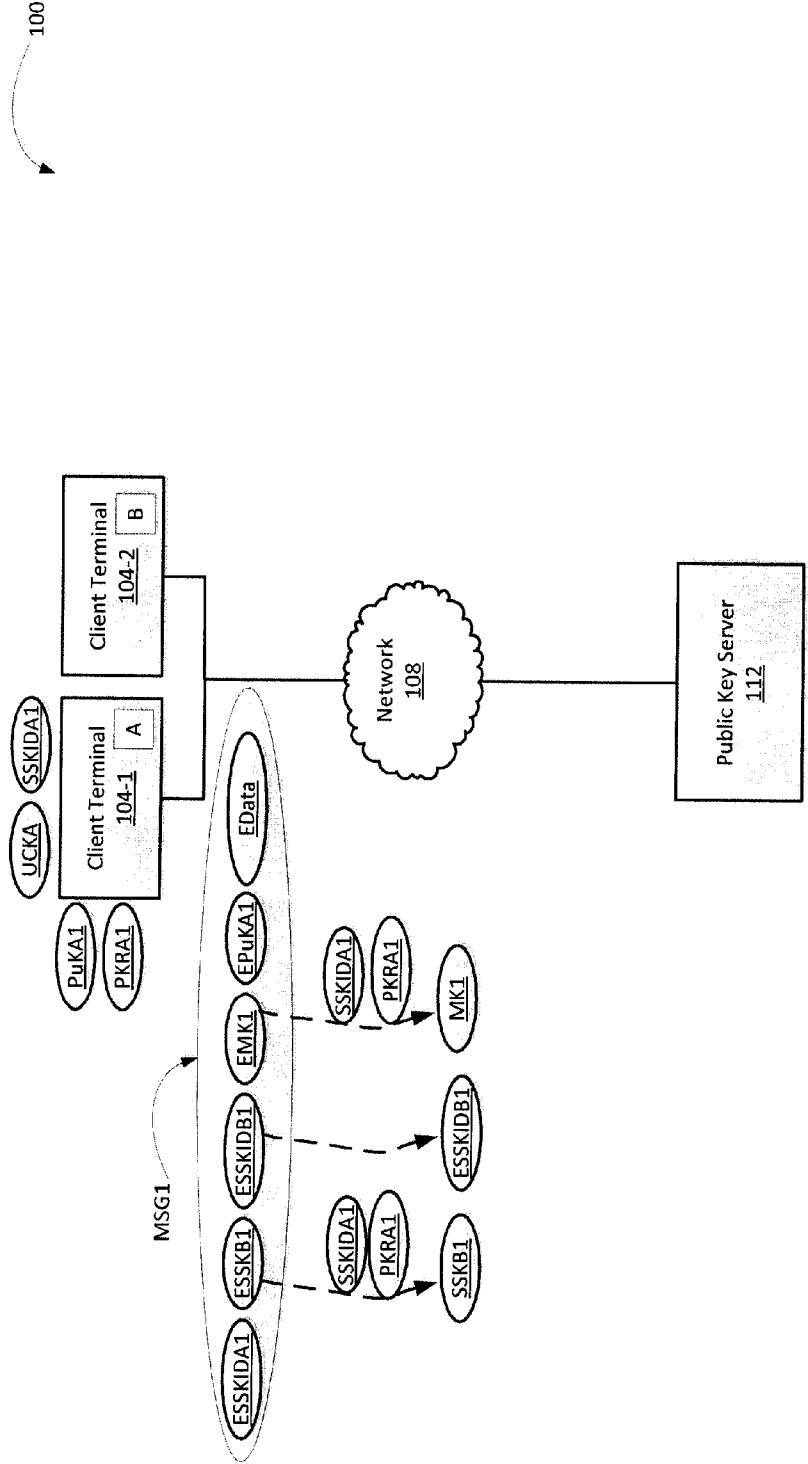 100
PuKA1
PKRA1
UCKA
SSKIDA1
Client Terminal
104-1
A
Client Terminal
104-2
B
MSG1
ESSKIDA1
ESSKB1
ESSKIDB1
EMK1
EPuKA1
EData
SSKIDA1
PKRA1
SSKIDA1
PKRA1
SSKB1
ESSKIDB1
MK1
Network
108
Public Key Server
112